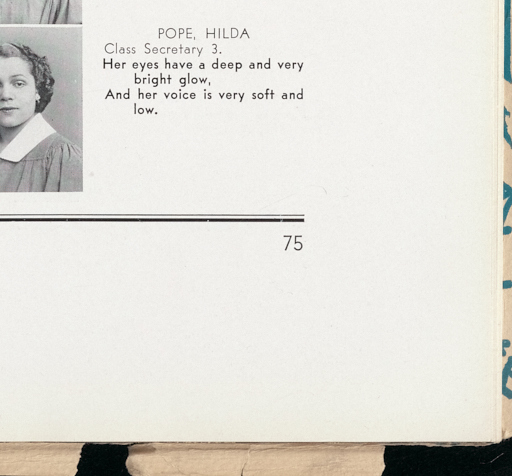 POPE, HILDA
Class Secretary 3.
Her eyes have a deep and very
bright glow,
And her voice is very soft and
low.
75